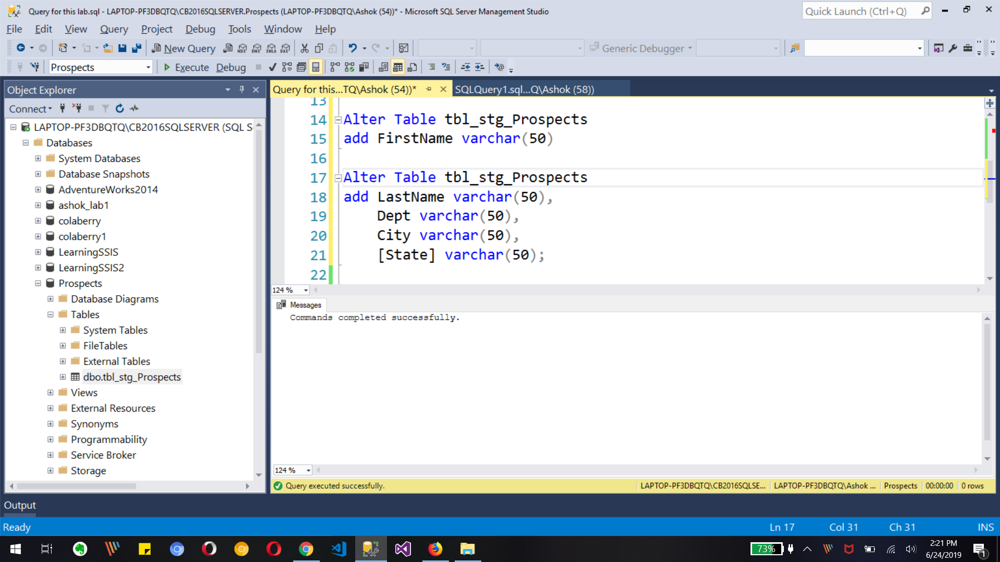 Query for this lab.sql - LAPTOP-PF3DBQTQ\CB2016SQLSERVER.Prospects (LAPTOP-PF3DBQTQ\Ashok (54))* - Microsoft SQL Server Management Studio
Quick Launch (Ctrl+Q)
File Edit View Query Project Debug Tools Window Help
New Query
MDX DMX XMLA DAX
Generic Debugger
Prospects
Execute Debug
Object Explorer
Connect
LAPTOP-PF3DBQTQ\CB2016SQLSERVER (SQL S
Databases
System Databases
Database Snapshots
AdventureWorks2014
ashok_lab1
colaberry
colaberry1
LearningSSIS
LearningSSIS2
Prospects
Database Diagrams
Tables
System Tables
FileTables
External Tables
dbo.tbl_stg_Prospects
Views
External Resources
Synonyms
Programmability
Service Broker
Storage
Query for this...TQ\Ashok (54))*
SQLQuery1.sql...Q\Ashok (58))
13
14 Alter Table tbl_stg_Prospects
15 add FirstName varchar(50)
16
17 Alter Table tbl_stg_Prospects
18 add LastName varchar(50),
19 Dept varchar(50),
20 City varchar(50),
21 [State] varchar(50);
22
124 %
Messages
Commands completed successfully.
124 %
Query executed successfully.
LAPTOP-PF3DBQTQ\CB2016SQLSE... LAPTOP-PF3DBQTQ\Ashok ... Prospects 00:00:00 0 rows
Output
Ready
Ln 17 Col 31 Ch 31 INS
73%
2:21 PM
6/24/2019
1